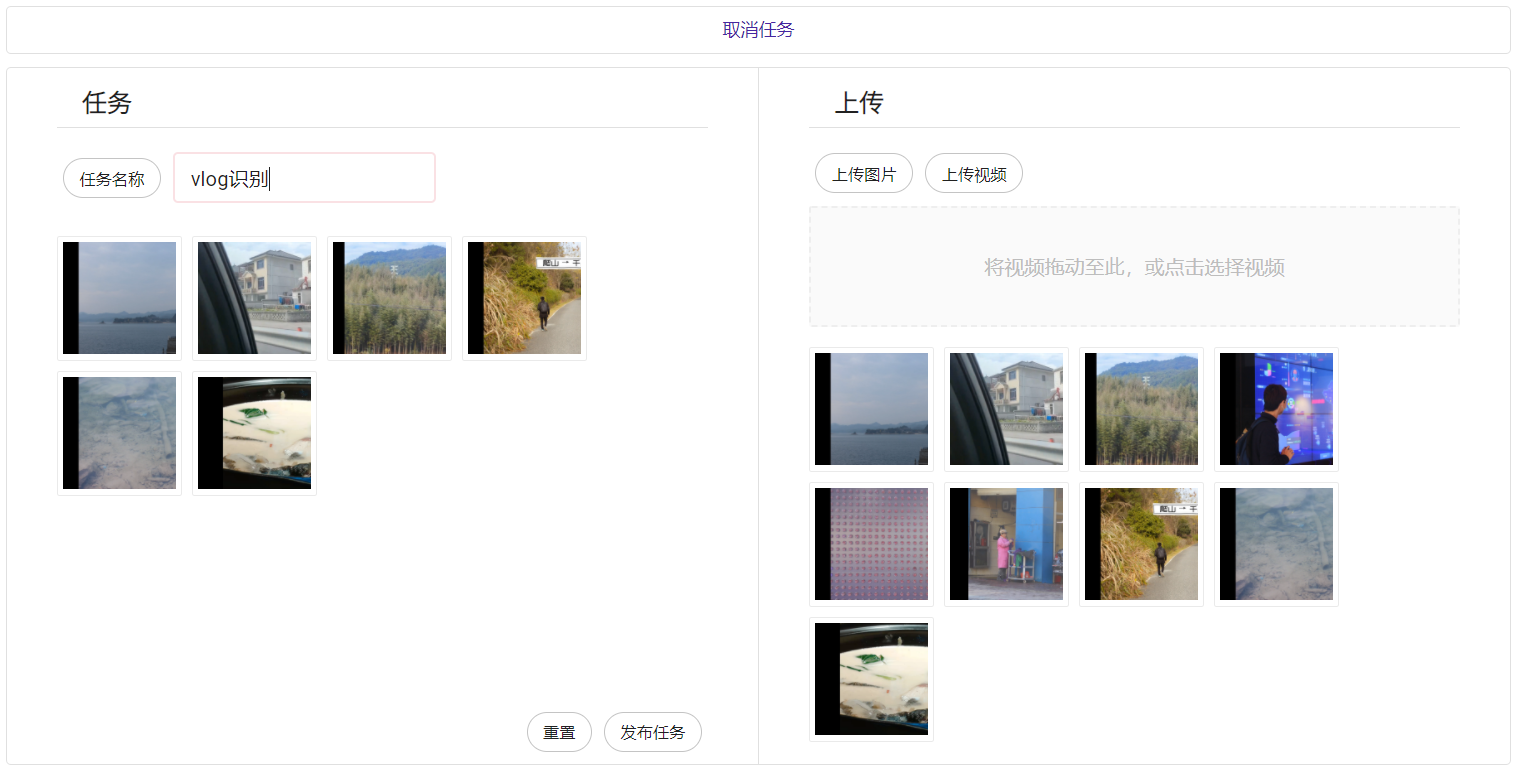 取消任务
任务
任务名称
vlog识别
重置
发布任务
上传
上传图片
上传视频
将视频拖动至此，或点击选择视频